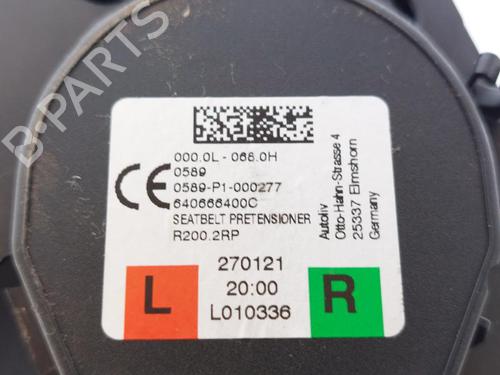 B-PARTS
000.0L - 066.0H
0589
0589-P1-000277
640666400C
SEATBELT PRETENSIONER
R200.2RP
Autoliv
Otto-Hahn-Strasse 4
25337 Elmshorn
Germany
CE
270121
20:00
L010336
L
R